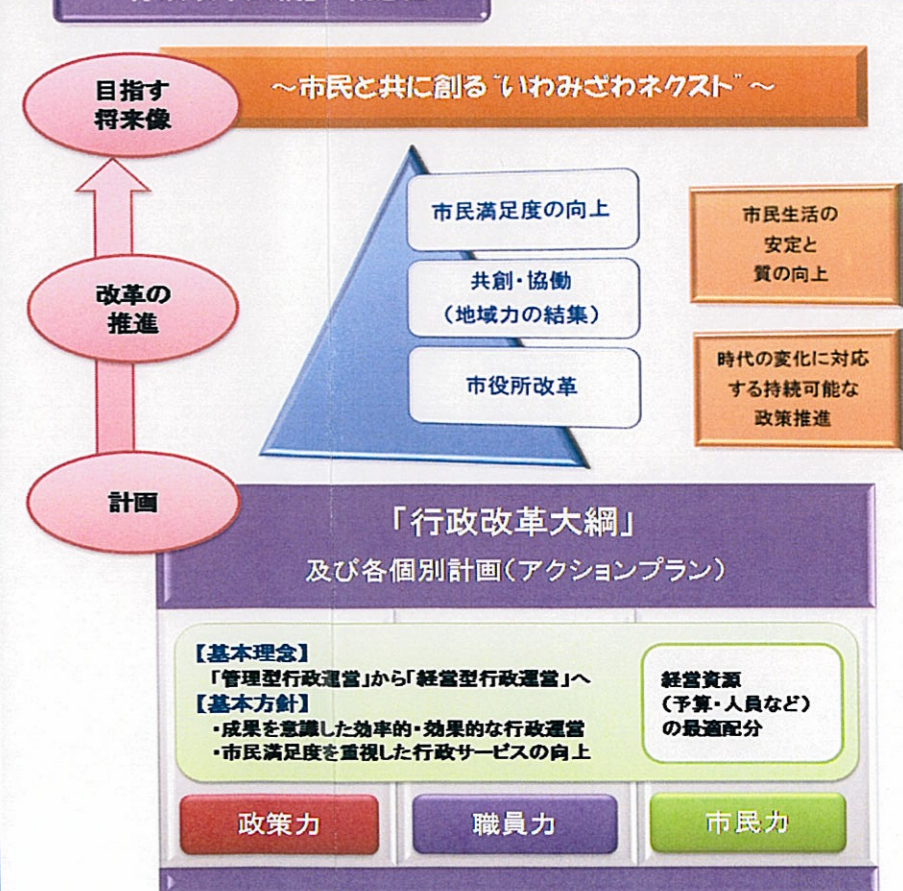 目指す
将来像
～市民と共に創る“いわみざわネクスト”～
市民満足度の向上
共創・協働
（地域力の結集）
市役所改革
市民生活の
安定と
質の向上
時代の変化に対応
する持続可能な
政策推進
改革の
推進
計画
「行政改革大綱」
及び各個別計画（アクションプラン）
【基本理念】
「管理型行政運営」から「経営型行政運営」へ
【基本方針】
・成果を意識した効率的・効果的な行政運営
・市民満足度を重視した行政サービスの向上
経営資源
（予算・人員など）
の最適配分
政策力
職員力
市民力